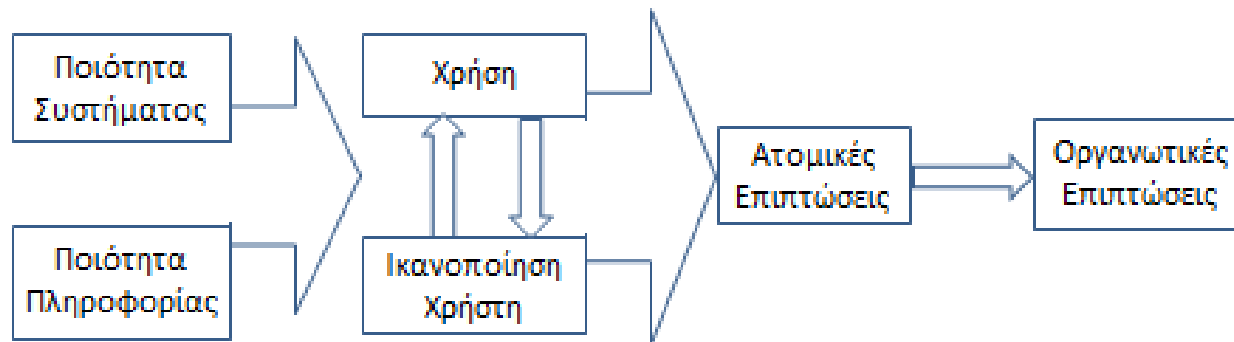 Ποιότητα
Συστήματος
Χρήση
Ατομικές
Επιπτώσεις
Οργανωτικές
Επιπτώσεις
Ποιότητα
Πληροφορίας
Ικανοποίηση
Χρήστη